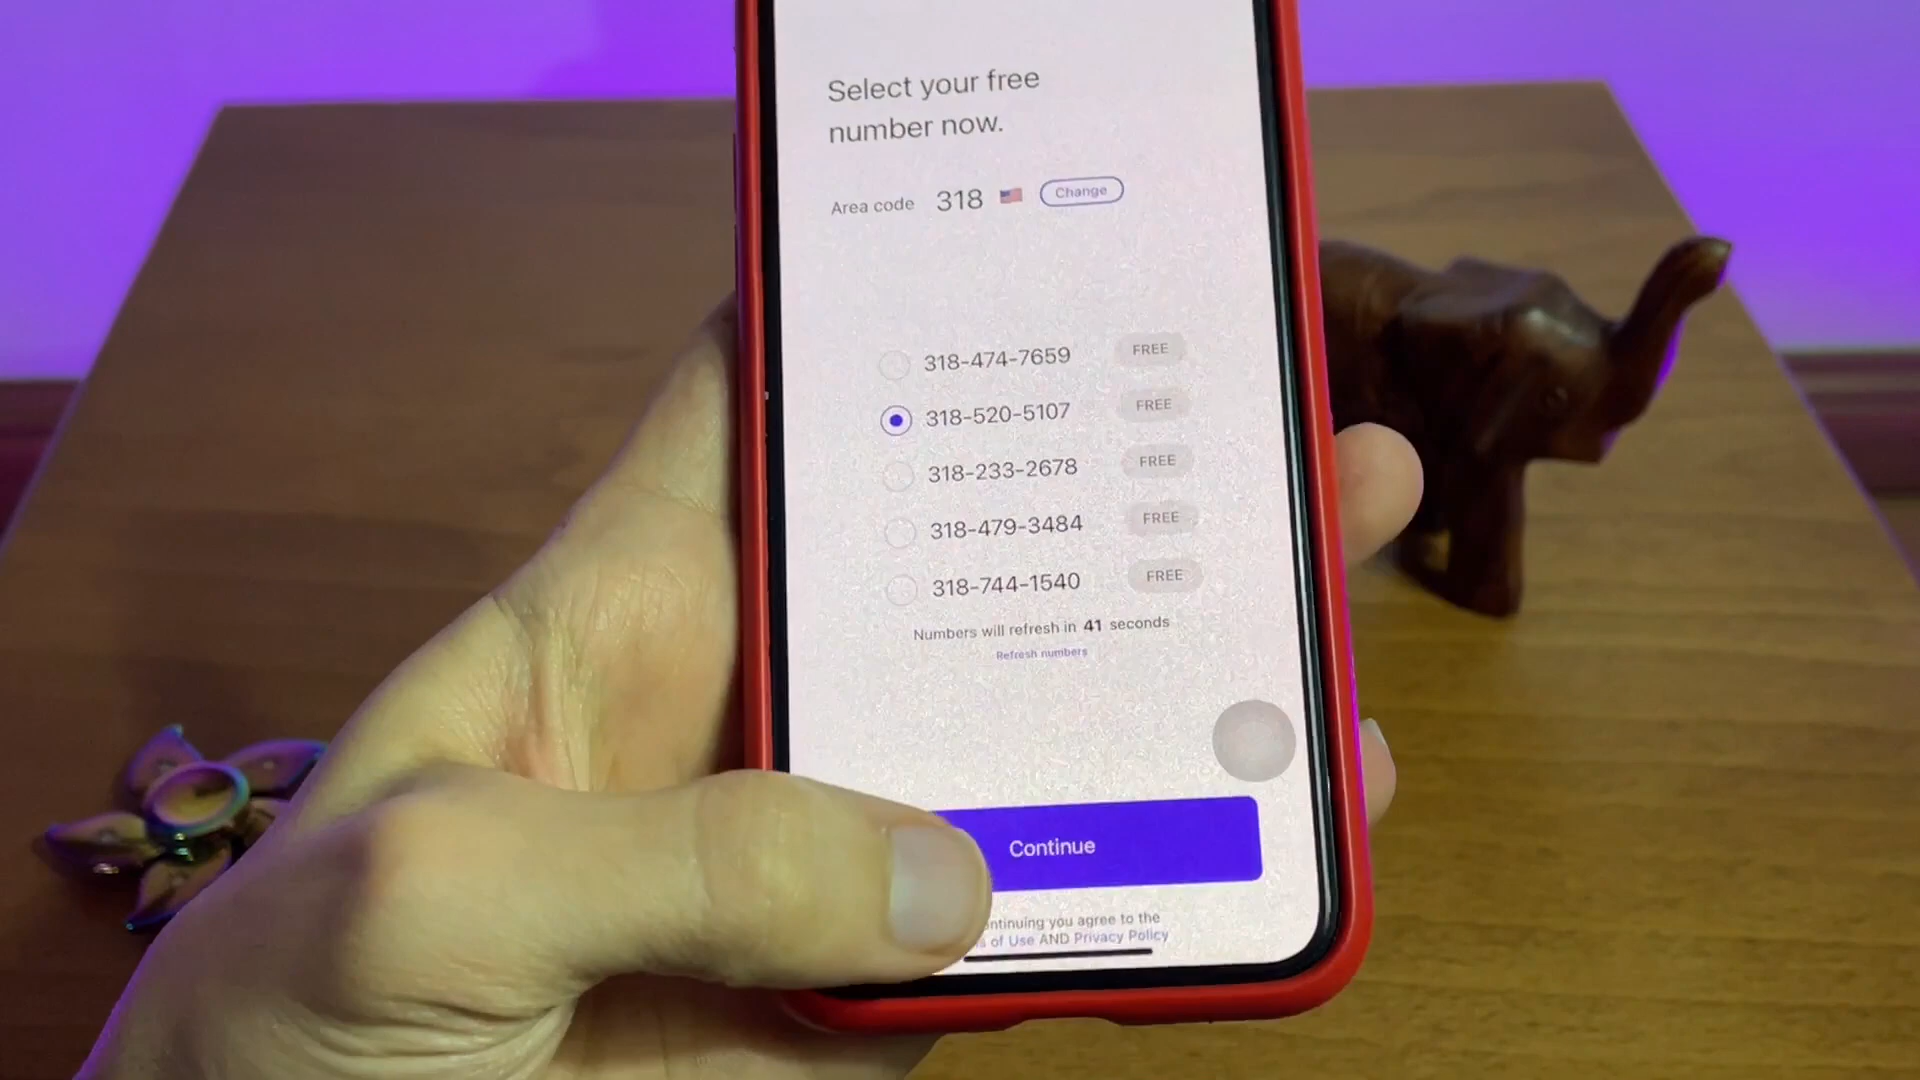 Select your free
number now.
Area code 318 Change
318-474-7659 FREE
318-520-5107 FREE
318-233-2678 FREE
318-479-3484 FREE
318-744-1540 FREE
Numbers will refresh in 41 seconds
Refresh numbers
Continue
ontinuing you agree to the
of Use AND Privacy Policy